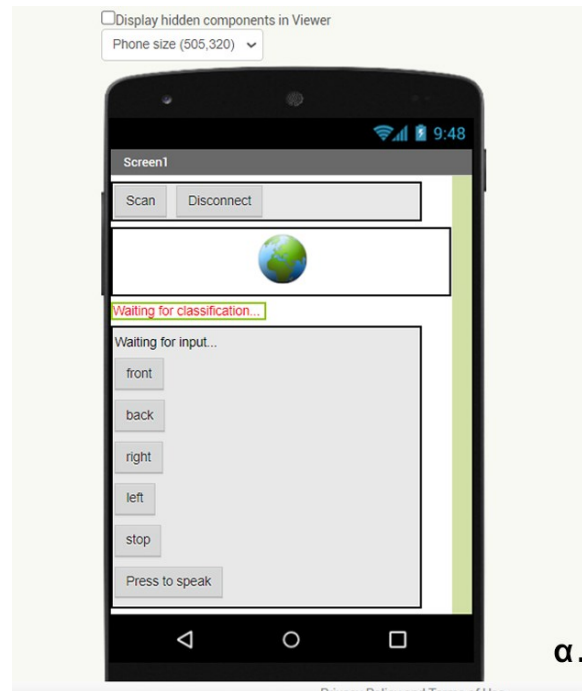 Display hidden components in Viewer
Phone size (505,320)
9:48
Screen1
Scan Disconnect
Waiting for classification...
Waiting for input...
front
back
right
left
stop
Press to speak
α.